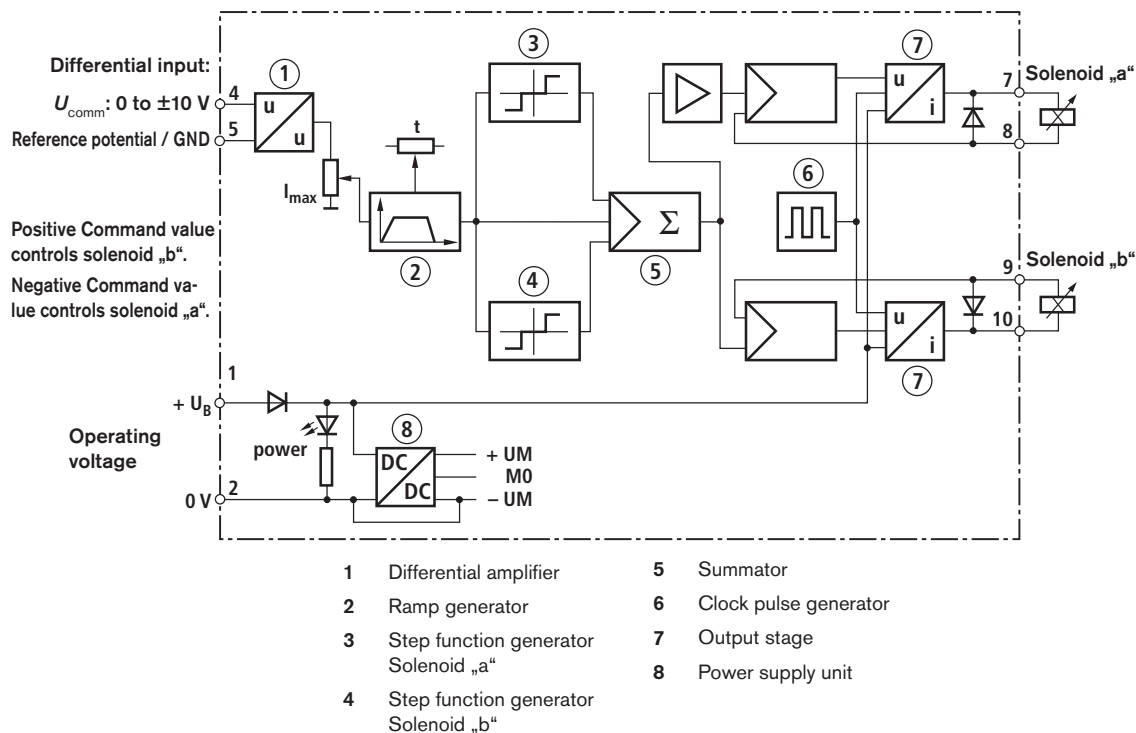 Differential input:
U comm: 0 to ±10 V
4
Reference potential / GND
5
1
u
u
Imax
t
2
3
4
Σ
5
6
7
u
i
7
Solenoid „a“
8
Positive Command value
controls solenoid „b“.
Negative Command va-
lue controls solenoid „a“.
9
Solenoid „b“
10
u
i
7
1
+ UB
Operating
voltage
power
8
DC
DC
+ UM
M0
– UM
0 V
2
1 Differential amplifier
2 Ramp generator
3 Step function generator
Solenoid „a“
4 Step function generator
Solenoid „b“
5 Summator
6 Clock pulse generator
7 Output stage
8 Power supply unit